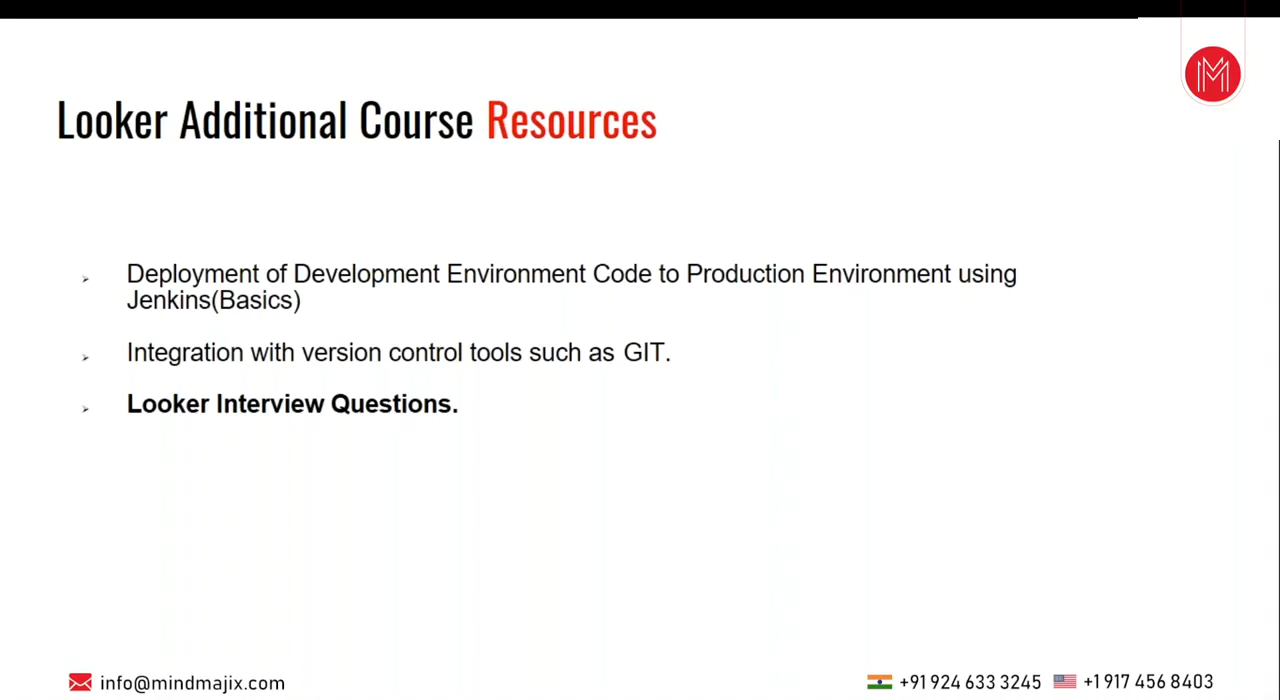 Looker Additional Course Resources
Deployment of Development Environment Code to Production Environment using
Jenkins(Basics)
Integration with version control tools such as GIT.
Looker Interview Questions.
info@mindmajix.com
+91 924 633 3245 +1 917 456 8403